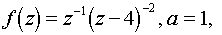 f(z) = z⁻¹(z − 4)⁻², a = 1,